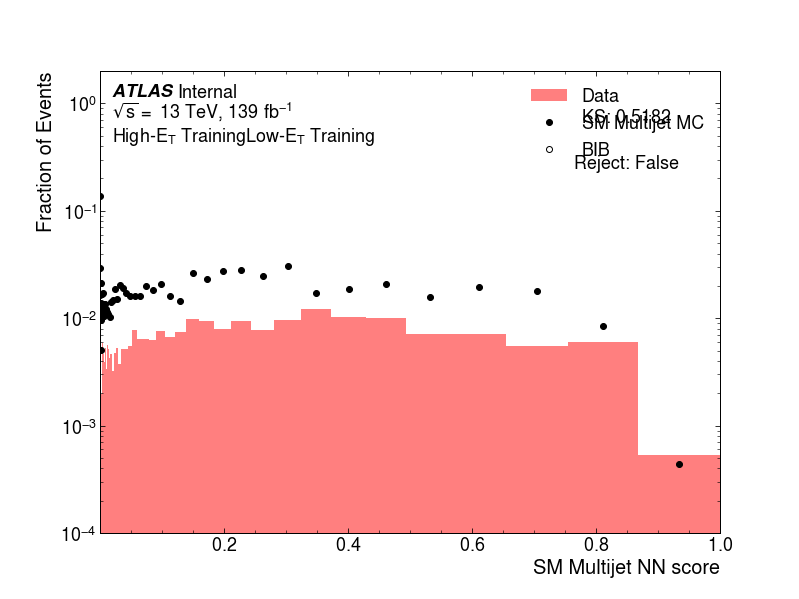 ATLAS Internal
√s = 13 TeV, 139 fb⁻¹
High-E_T TrainingLow-E_T Training
Data
KS: 0.5182
SM Multijet MC
BIB
Reject: False
Fraction of Events
10⁰
10⁻¹
10⁻²
10⁻³
10⁻⁴
0.2 0.4 0.6 0.8 1.0
SM Multijet NN score